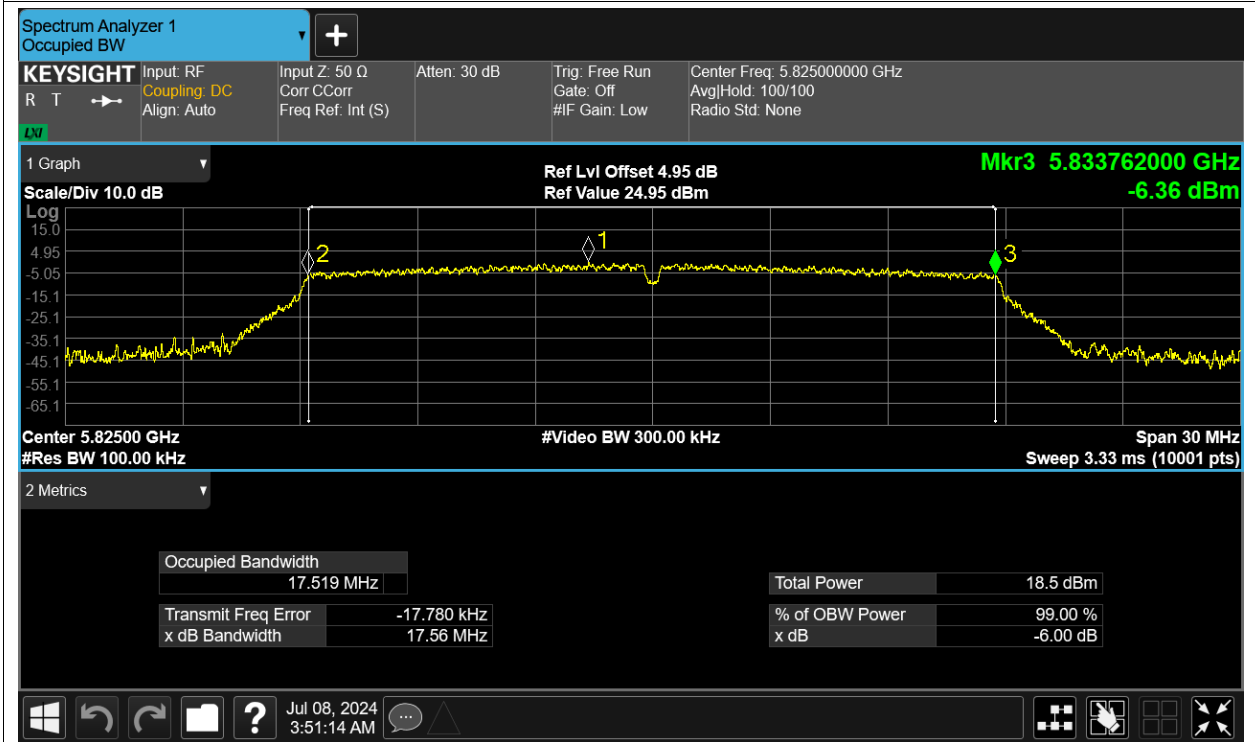 Spectrum Analyzer 1
Occupied BW
KEYSIGHT
R T
LXI
Input: RF
Coupling: DC
Align: Auto
Input Z: 50 Ω
Corr CCorr
Freq Ref: Int (S)
Atten: 30 dB
Trig: Free Run
Gate: Off
#IF Gain: Low
Center Freq: 5.825000000 GHz
Avg|Hold: 100/100
Radio Std: None
1 Graph
Scale/Div 10.0 dB
Ref Lvl Offset 4.95 dB
Ref Value 24.95 dBm
Mkr3 5.833762000 GHz
-6.36 dBm
Log
15.0
4.95
-5.05
-15.1
-25.1
-35.1
-45.1
-55.1
-65.1
2
1
3
Center 5.82500 GHz
#Video BW 300.00 kHz
Span 30 MHz
#Res BW 100.00 kHz
Sweep 3.33 ms (10001 pts)
2 Metrics
Occupied Bandwidth
17.519 MHz
Total Power 18.5 dBm
Transmit Freq Error -17.780 kHz
% of OBW Power 99.00 %
x dB Bandwidth 17.56 MHz
x dB -6.00 dB
?
Jul 08, 2024
3:51:14 AM